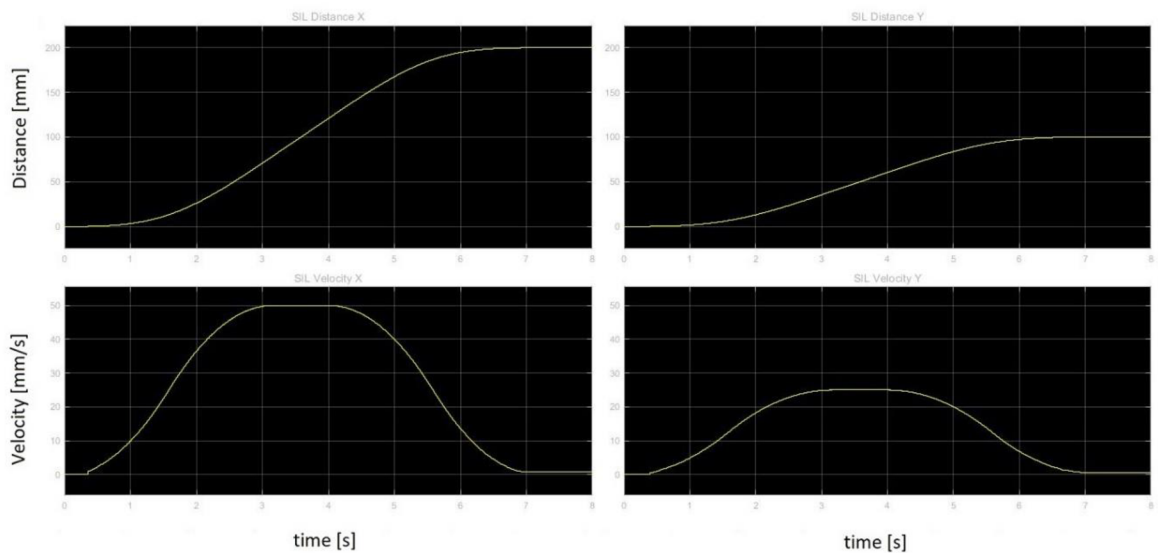 SIL Distance X
SIL Distance Y
Distance [mm]
200
150
100
50
0
0 1 2 3 4 5 6 7 8
200
150
100
50
0
0 1 2 3 4 5 6 7 8
SIL Velocity X
SIL Velocity Y
Velocity [mm/s]
50
40
30
20
10
0
0 1 2 3 4 5 6 7 8
50
40
30
20
10
0
0 1 2 3 4 5 6 7 8
time [s]
time [s]